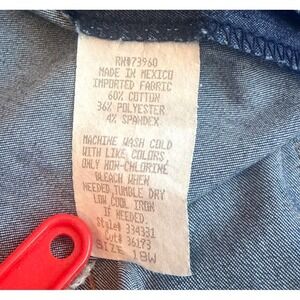 RN#73960
MADE IN MEXICO
IMPORTED FABRIC
60% COTTON
36% POLYESTER
4% SPANDEX
MACHINE WASH COLD
WITH LIKE COLORS
ONLY NON-CHLORINE
BLEACH WHEN
NEEDED,TUMBLE DRY
LOW,COOL IRON
IF NEEDED.
Style# 334331
Cut# 36173
SIZE 18W